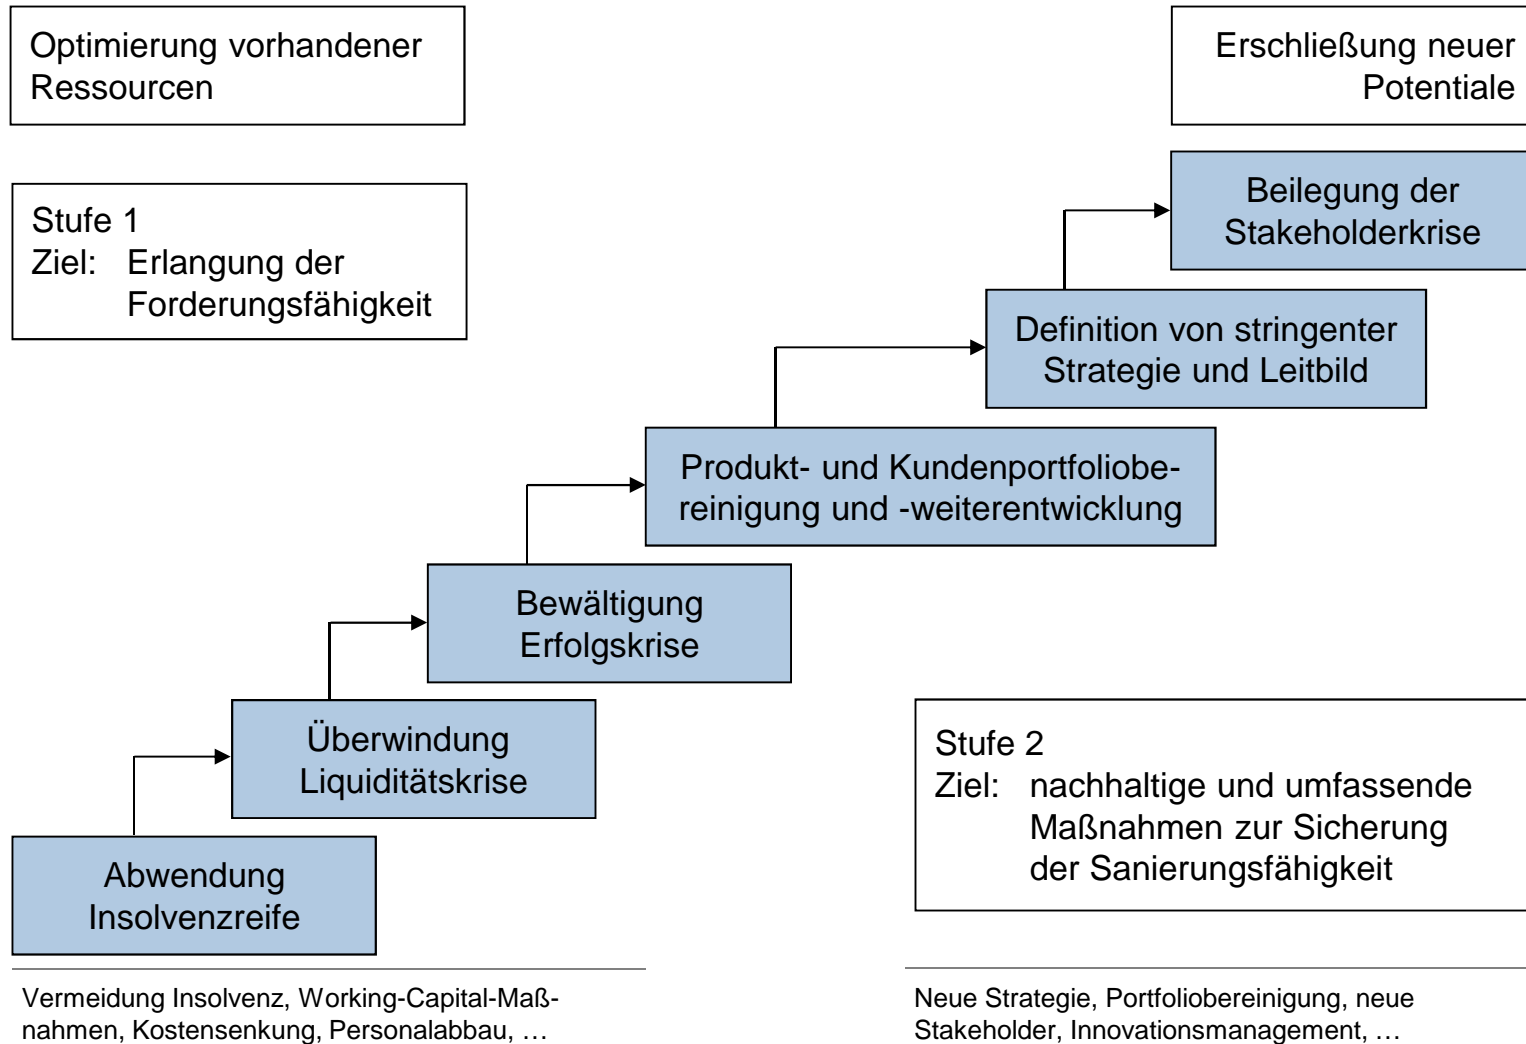 Optimierung vorhandener
Ressourcen
Erschließung neuer
Potentiale
Stufe 1
Ziel: Erlangung der
Forderungsfähigkeit
Beilegung der
Stakeholderkrise
Definition von stringenter
Strategie und Leitbild
Produkt- und Kundenportfoliobe-
reinigung und -weiterentwicklung
Bewältigung
Erfolgskrise
Überwindung
Liquiditätskrise
Abwendung
Insolvenzreife
Stufe 2
Ziel: nachhaltige und umfassende
Maßnahmen zur Sicherung
der Sanierungsfähigkeit
Vermeidung Insolvenz, Working-Capital-Maß-
nahmen, Kostensenkung, Personalabbau, …
Neue Strategie, Portfoliobereinigung, neue
Stakeholder, Innovationsmanagement, …